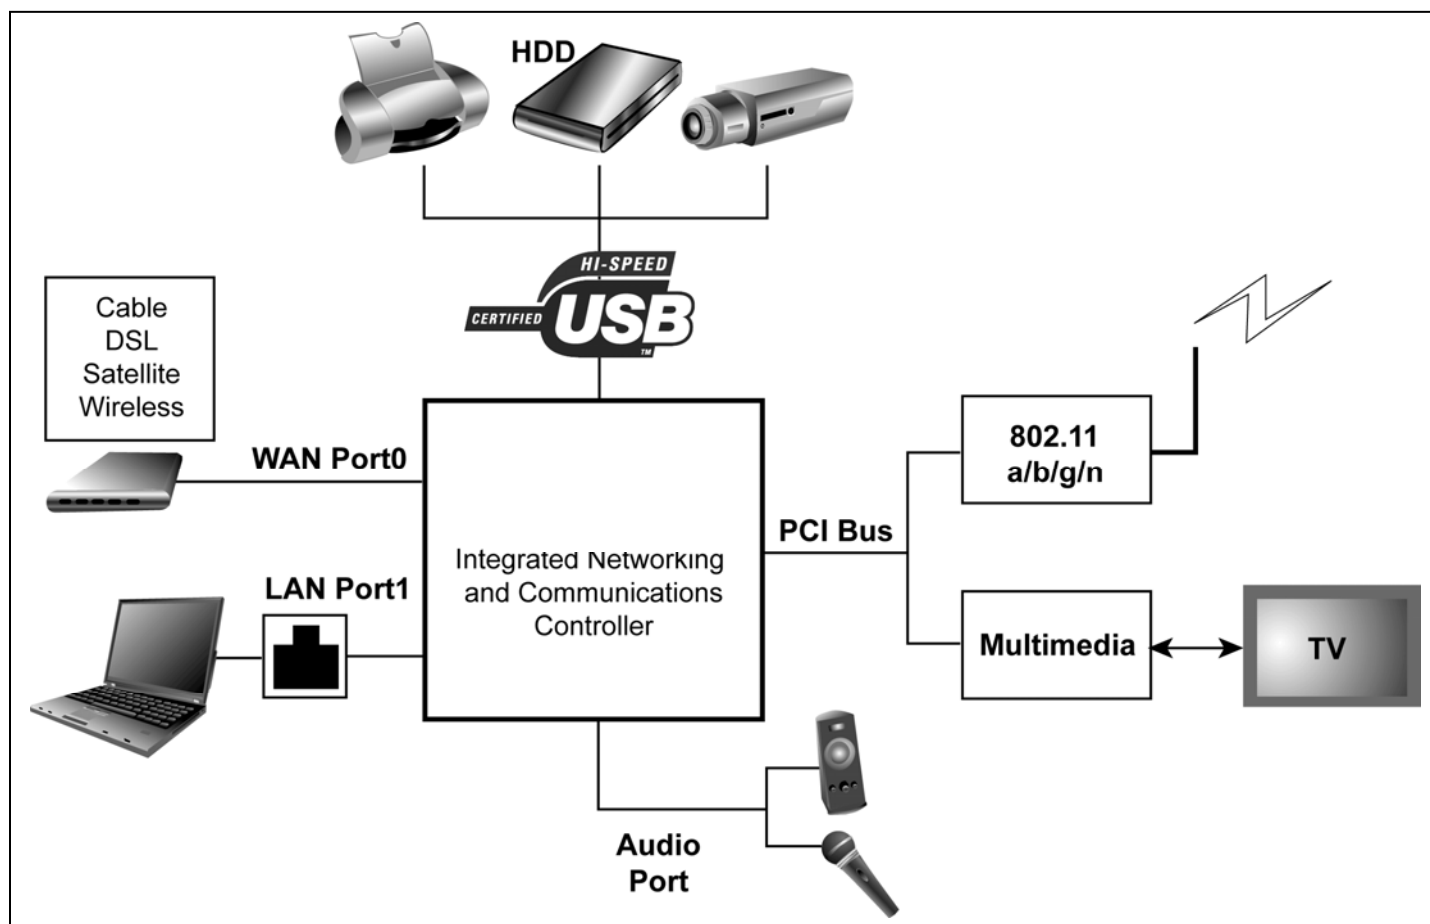 HDD
HI-SPEED
CERTIFIED
USB
TM
Cable
DSL
Satellite
Wireless
WAN Port0
802.11
a/b/g/n
PCI Bus
Integrated Networking
and Communications
Controller
LAN Port1
Multimedia
TV
Audio
Port